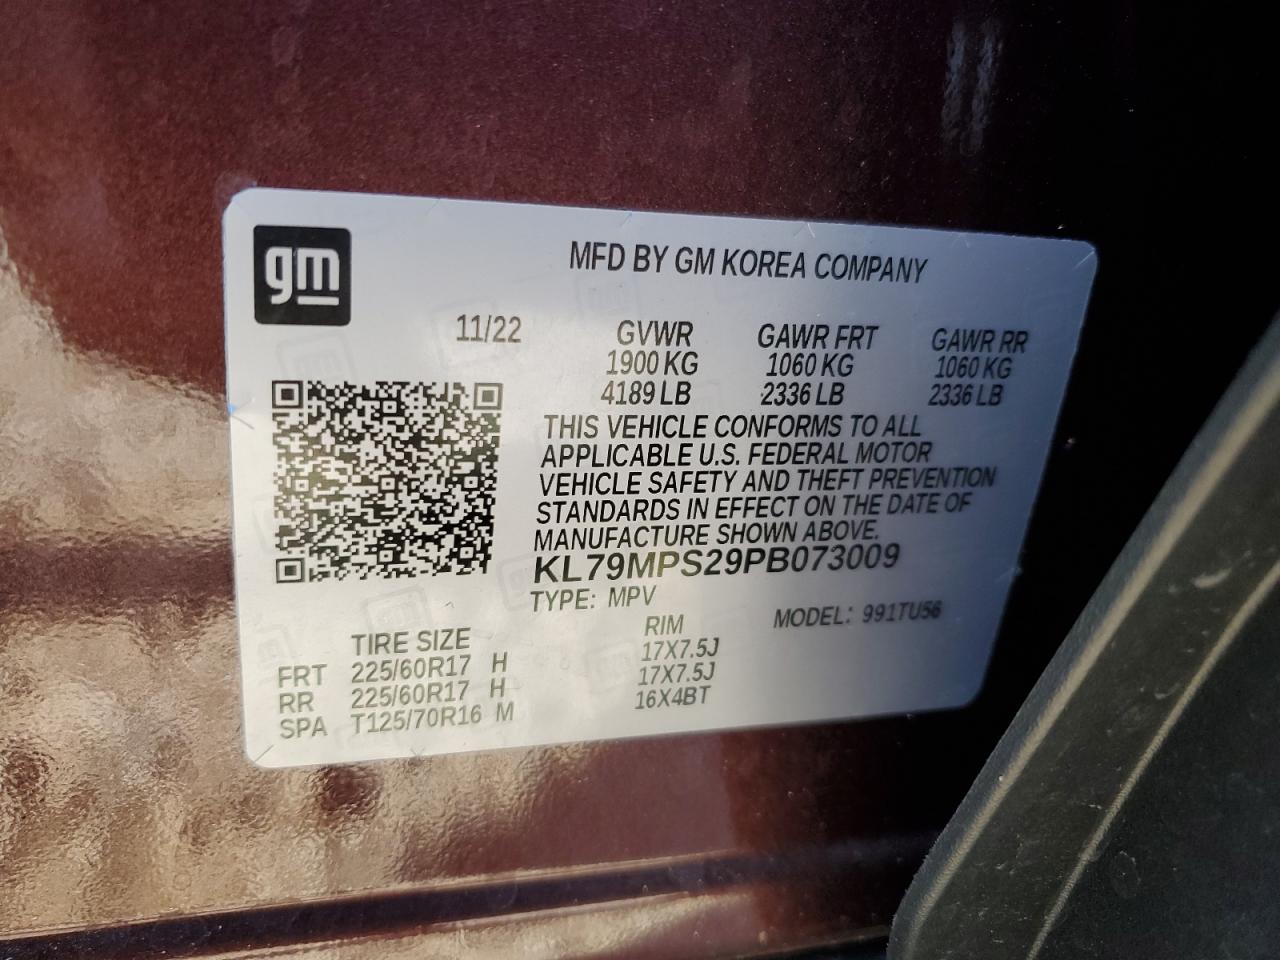 gm
MFD BY GM KOREA COMPANY
11/22 GVWR GAWR FRT GAWR RR
1900 KG 1060 KG 1060 KG
4189 LB 2336 LB 2336 LB
THIS VEHICLE CONFORMS TO ALL
APPLICABLE U.S. FEDERAL MOTOR
VEHICLE SAFETY AND THEFT PREVENTION
STANDARDS IN EFFECT ON THE DATE OF
MANUFACTURE SHOWN ABOVE.
KL79MPS29PB073009
TYPE: MPV MODEL: 991TU56
TIRE SIZE RIM
FRT 225/60R17 H 17X7.5J
RR 225/60R17 H 17X7.5J
SPA T125/70R16 M 16X4BT